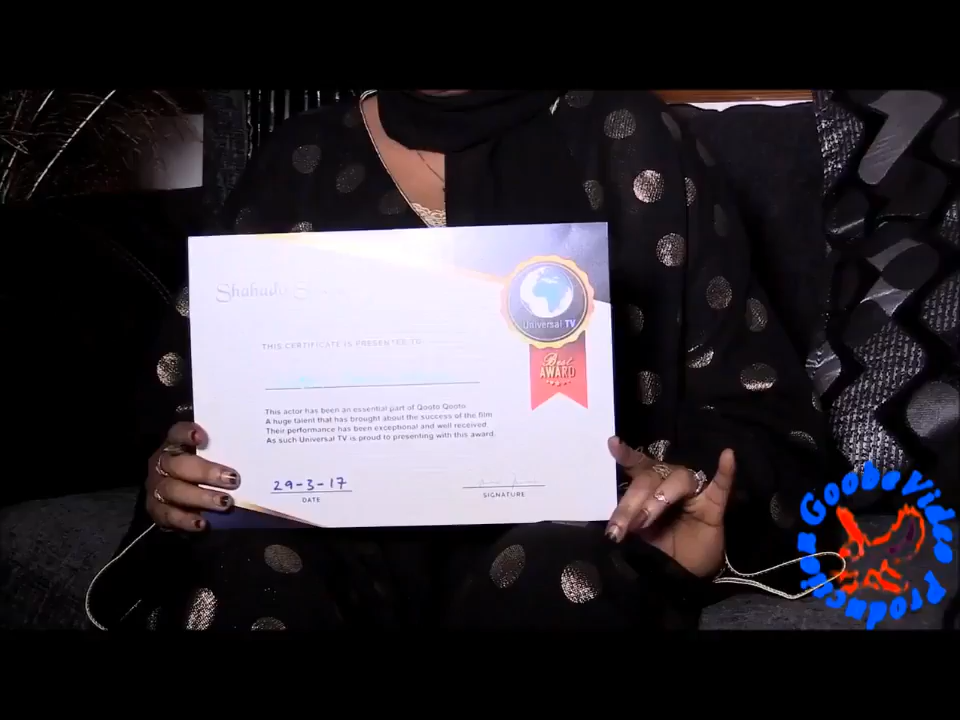 Shahado
Universal TV
THIS CERTIFICATE IS PRESENTED TO
Best
AWARD
This actor has been an essential part of Qooto Qooto
A huge talent that has brought about the success of the film
Their performance has been exceptional and well received
As such Universal TV is proud to presenting with this award.
29-3-17
DATE
SIGNATURE
GoobeVideo
Production